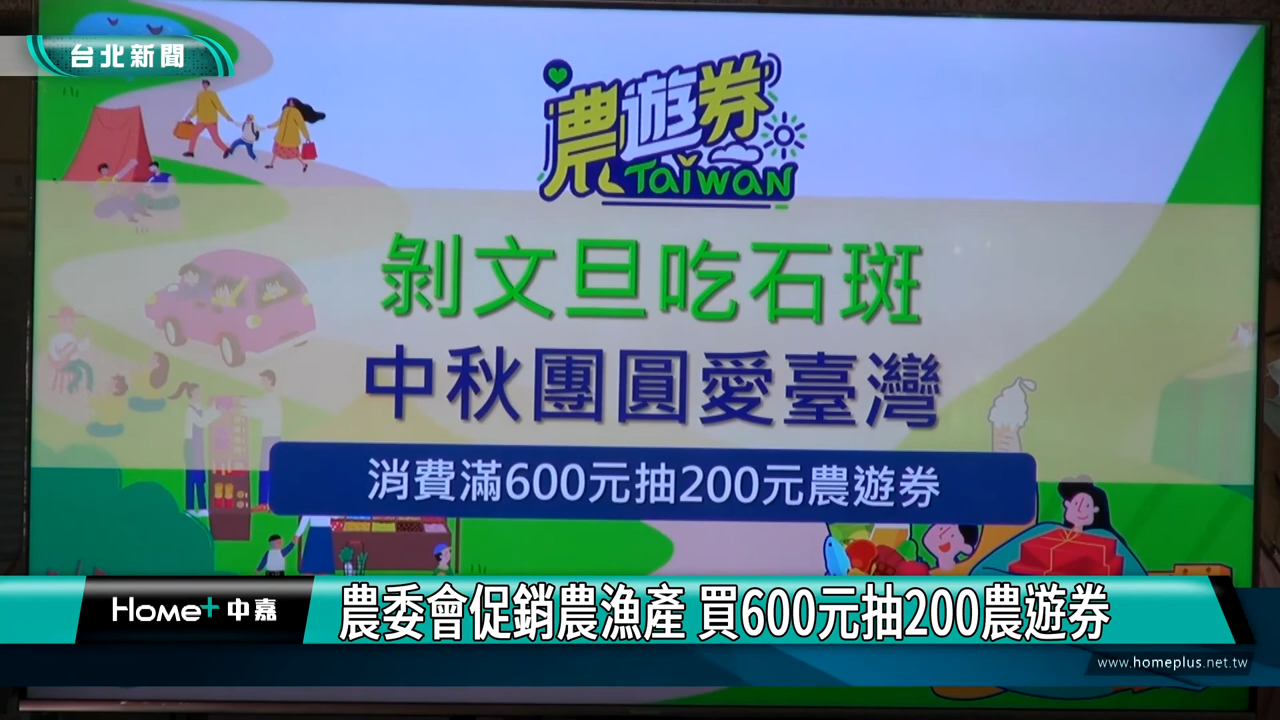 台北新聞
農遊券
TAIWAN
剝文旦吃石斑
中秋團圓愛臺灣
消費滿600元抽200元農遊券
Home+中嘉
農委會促銷農漁產 買600元抽200農遊券
www.homeplus.net.tw